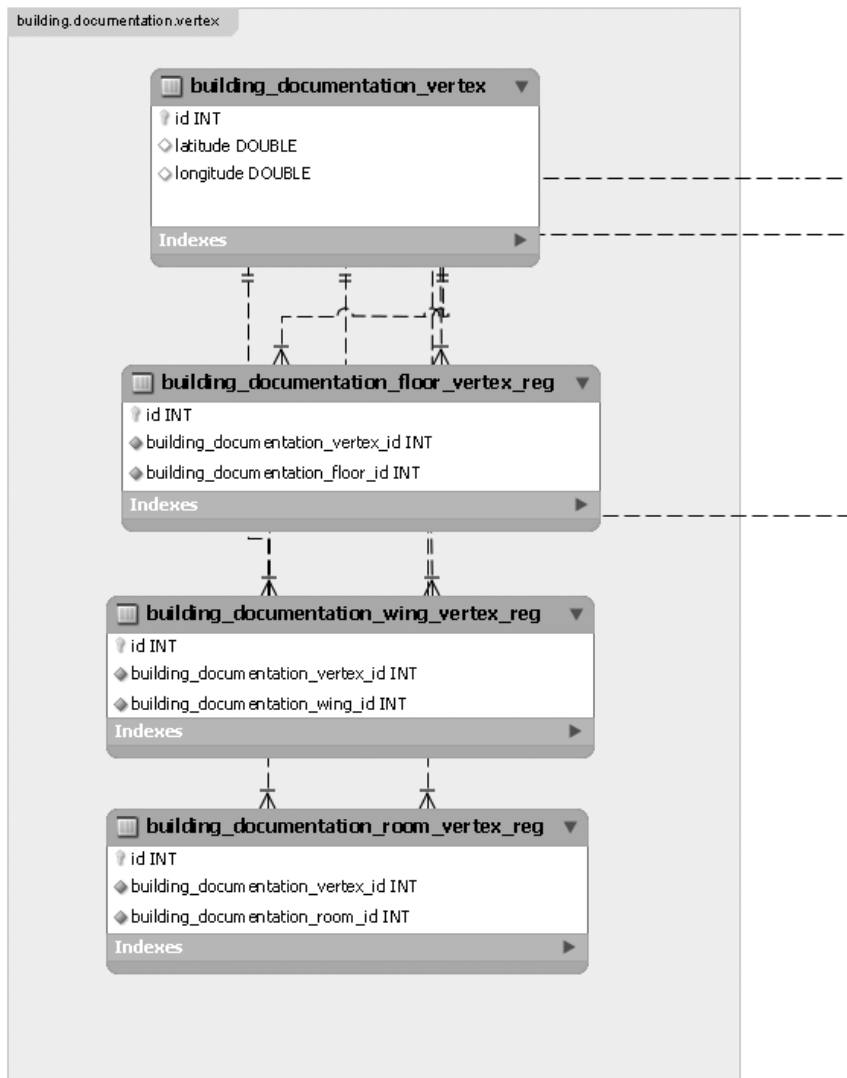 building.documentation.vertex
building_documentation_vertex
id INT
latitude DOUBLE
longitude DOUBLE
Indexes
building_documentation_floor_vertex_reg
id INT
building_documentation_vertex_id INT
building_documentation_floor_id INT
Indexes
building_documentation_wing_vertex_reg
id INT
building_documentation_vertex_id INT
building_documentation_wing_id INT
Indexes
building_documentation_room_vertex_reg
id INT
building_documentation_vertex_id INT
building_documentation_room_id INT
Indexes